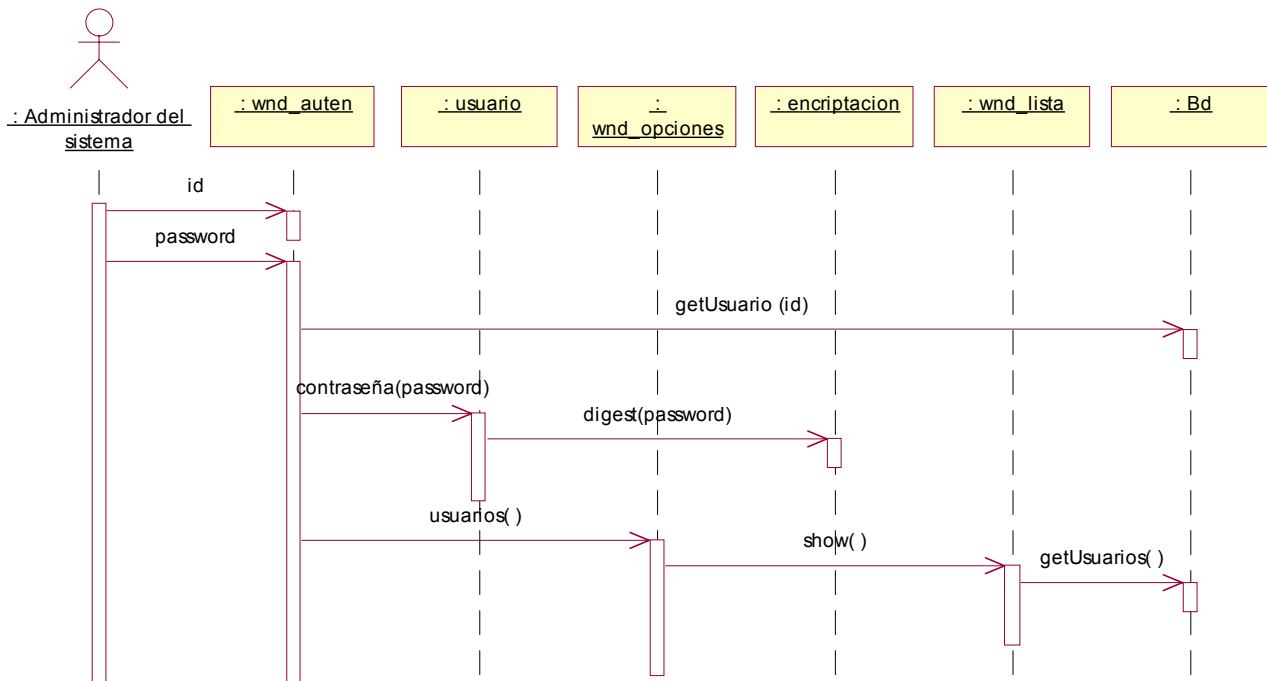 : Administrador del
sistema
: wnd_auten
: usuario
:
wnd_opciones
: encriptacion
: wnd_lista
: Bd
id
password
getUsuario (id)
contraseña(password)
digest(password)
usuarios( )
show( )
getUsuarios( )